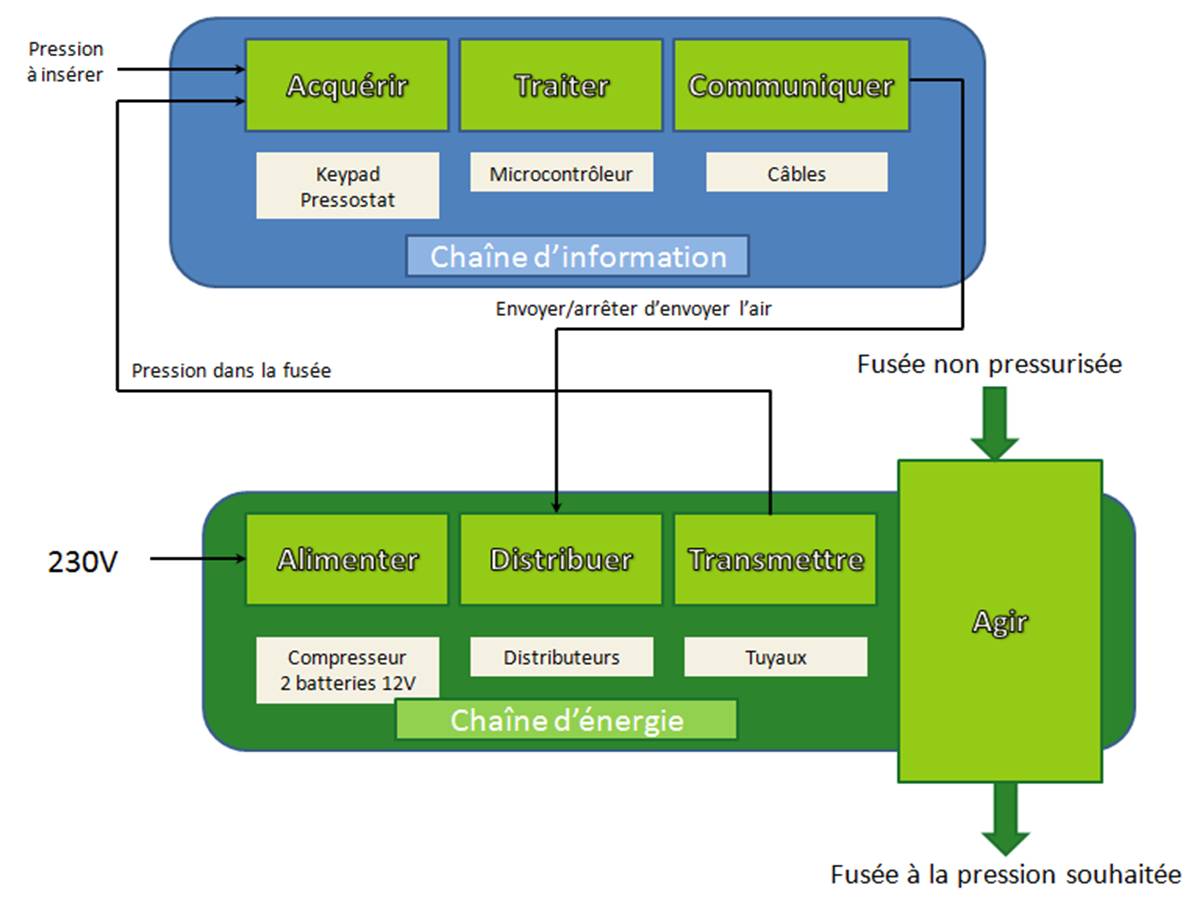 Pression
à insérer
Acquérir
Traiter
Communiquer
Keypad
Pressostat
Microcontrôleur
Câbles
Chaîne d’information
Envoyer/arrêter d’envoyer l’air
Pression dans la fusée
Fusée non pressurisée
230V
Alimenter
Distribuer
Transmettre
Agir
Compresseur
2 batteries 12V
Distributeurs
Tuyaux
Chaîne d’énergie
Fusée à la pression souhaitée